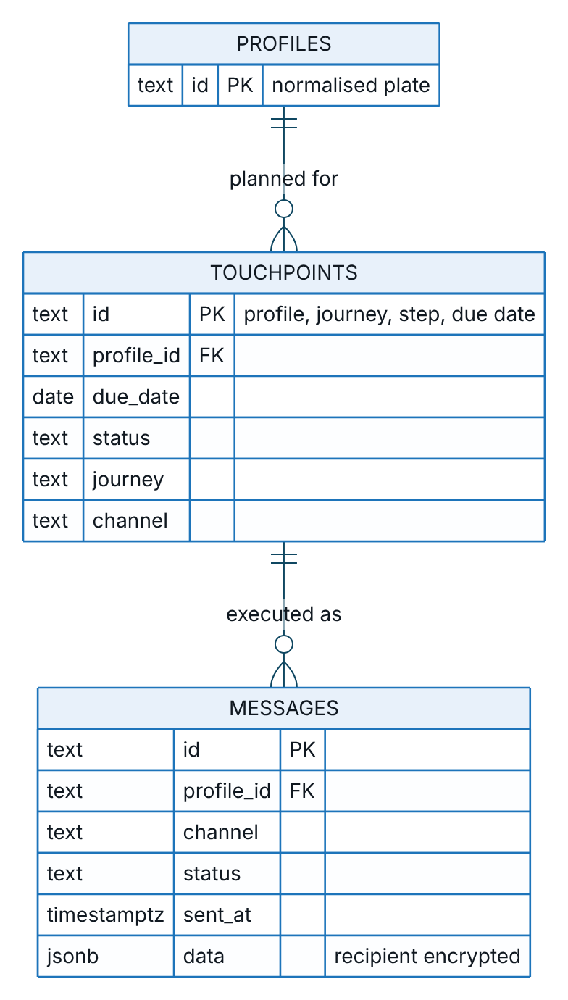 PROFILES
text id PK normalised plate
planned for
TOUCHPOINTS
text id PK profile, journey, step, due date
text profile_id FK
date due_date
text status
text journey
text channel
executed as
MESSAGES
text id PK
text profile_id FK
text channel
text status
timestamptz sent_at
jsonb data recipient encrypted